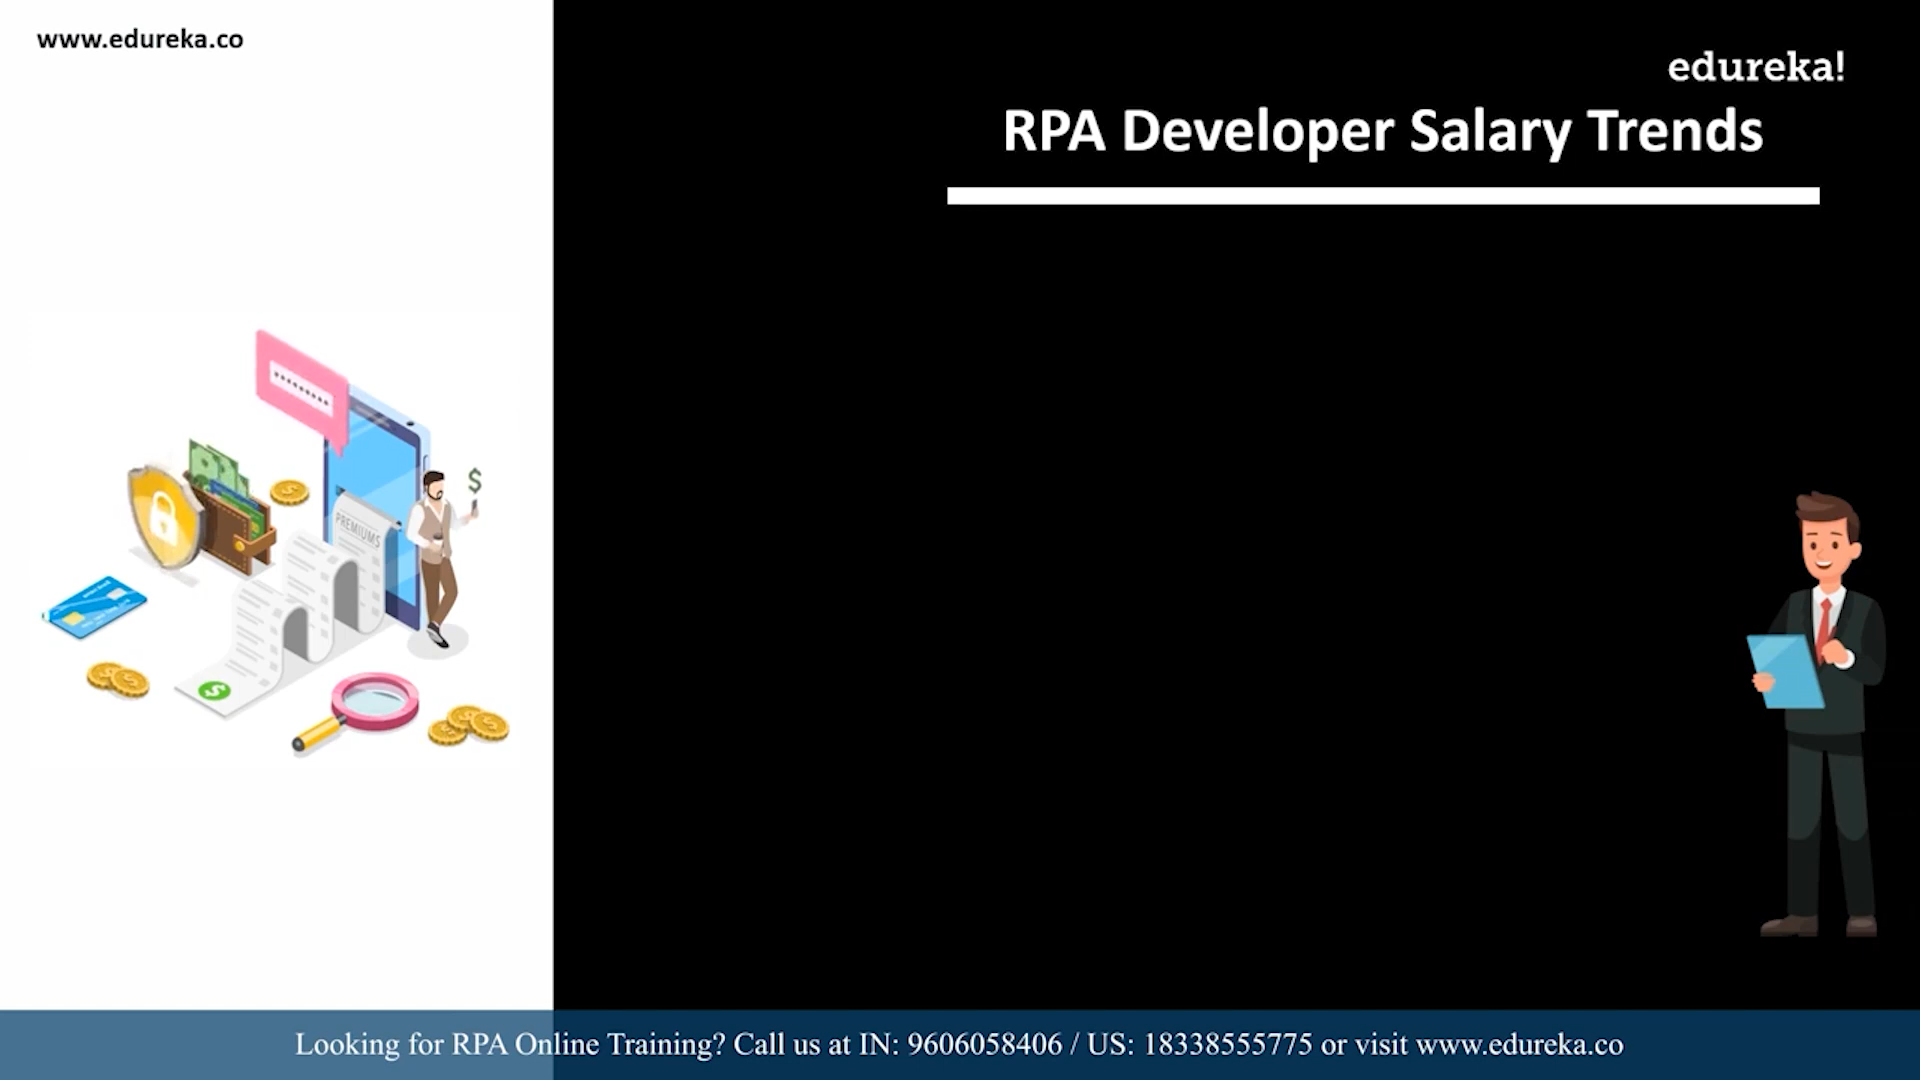 www.edureka.co
edureka!
RPA Developer Salary Trends
PREMIUMS
Looking for RPA Online Training? Call us at IN: 9606058406 / US: 18338555775 or visit www.edureka.co